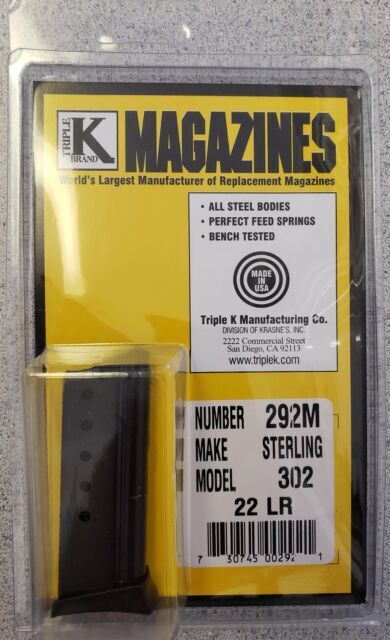 TRIPLE K BRAND
MAGAZINES
World's Largest Manufacturer of Replacement Magazines
• ALL STEEL BODIES
• PERFECT FEED SPRINGS
• BENCH TESTED
MADE IN USA
Triple K Manufacturing Co.
DIVISION OF KRASNE'S, INC.
2222 Commercial Street
San Diego, CA 92113
www.triplek.com
NUMBER 292M
MAKE STERLING
MODEL 302
22 LR
7 30745 00292 1